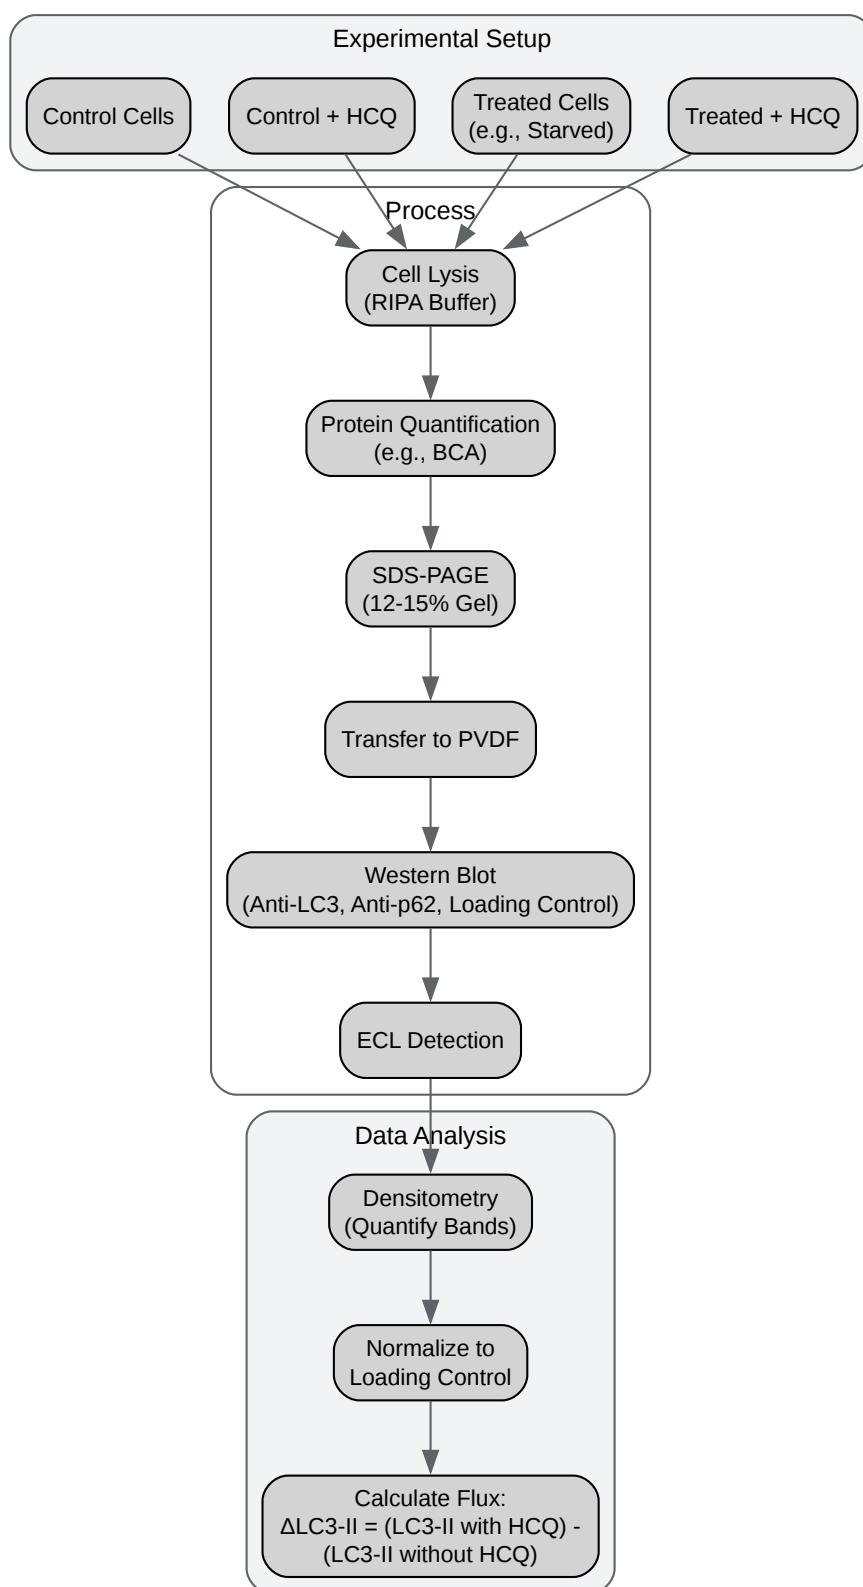 Experimental Setup
Control Cells
Control + HCQ
Treated Cells
(e.g., Starved)
Treated + HCQ
Process
Cell Lysis
(RIPA Buffer)
Protein Quantification
(e.g., BCA)
SDS-PAGE
(12-15% Gel)
Transfer to PVDF
Western Blot
(Anti-LC3, Anti-p62, Loading Control)
ECL Detection
Data Analysis
Densitometry
(Quantify Bands)
Normalize to
Loading Control
Calculate Flux:
ΔLC3-II = (LC3-II with HCQ) -
(LC3-II without HCQ)